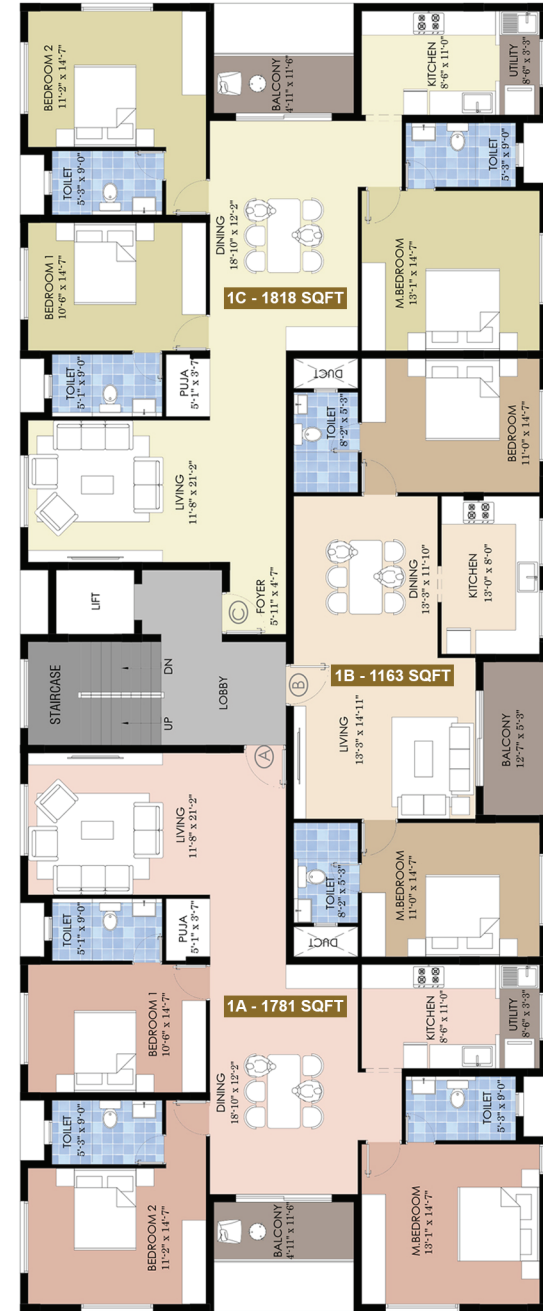 BEDROOM 2
11'-2" x 14'-7"
BALCONY
4'-11" x 11'-6"
KITCHEN
8'-6" x 11'-0"
UTILITY
8'-6" x 3'-3"
TOILET
5'-3" x 9'-0"
TOILET
5'-3" x 9'-0"
DINING
18'-10" x 12'-2"
BEDROOM 1
10'-6" x 14'-7"
M.BEDROOM
13'-1" x 14'-7"
1C - 1818 SQFT
TOILET
5'-1" x 9'-0"
PUJA
5'-1" x 3'-7"
DUCT
TOILET
8'-2" x 5'-3"
BEDROOM
11'-0" x 14'-7"
LIVING
11'-8" x 21'-2"
DINING
13'-3" x 11'-10"
KITCHEN
13'-0" x 8'-0"
LIFT
FOYER
5'-11" x 4'-7"
C
STAIRCASE
DN
UP
LOBBY
B
1B - 1163 SQFT
LIVING
13'-3" x 14'-11"
BALCONY
12'-7" x 5'-3"
A
LIVING
11'-8" x 21'-2"
TOILET
8'-2" x 5'-3"
M.BEDROOM
11'-0" x 14'-7"
TOILET
5'-1" x 9'-0"
PUJA
5'-1" x 3'-7"
DUCT
1A - 1781 SQFT
BEDROOM 1
10'-6" x 14'-7"
KITCHEN
8'-6" x 11'-0"
UTILITY
8'-6" x 3'-3"
DINING
18'-10" x 12'-2"
TOILET
5'-3" x 9'-0"
TOILET
5'-3" x 9'-0"
BEDROOM 2
11'-2" x 14'-7"
BALCONY
4'-11" x 11'-6"
M.BEDROOM
13'-1" x 14'-7"